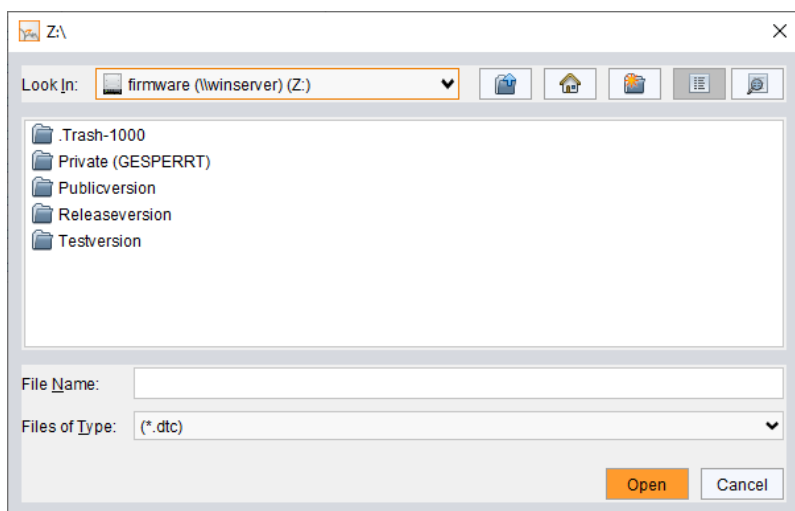 Z:\
Look In: firmware (\\winserver) (Z:)
.Trash-1000
Private (GESPERRT)
Publicversion
Releaseversion
Testversion
File Name:
Files of Type: (*.dtc)
Open Cancel